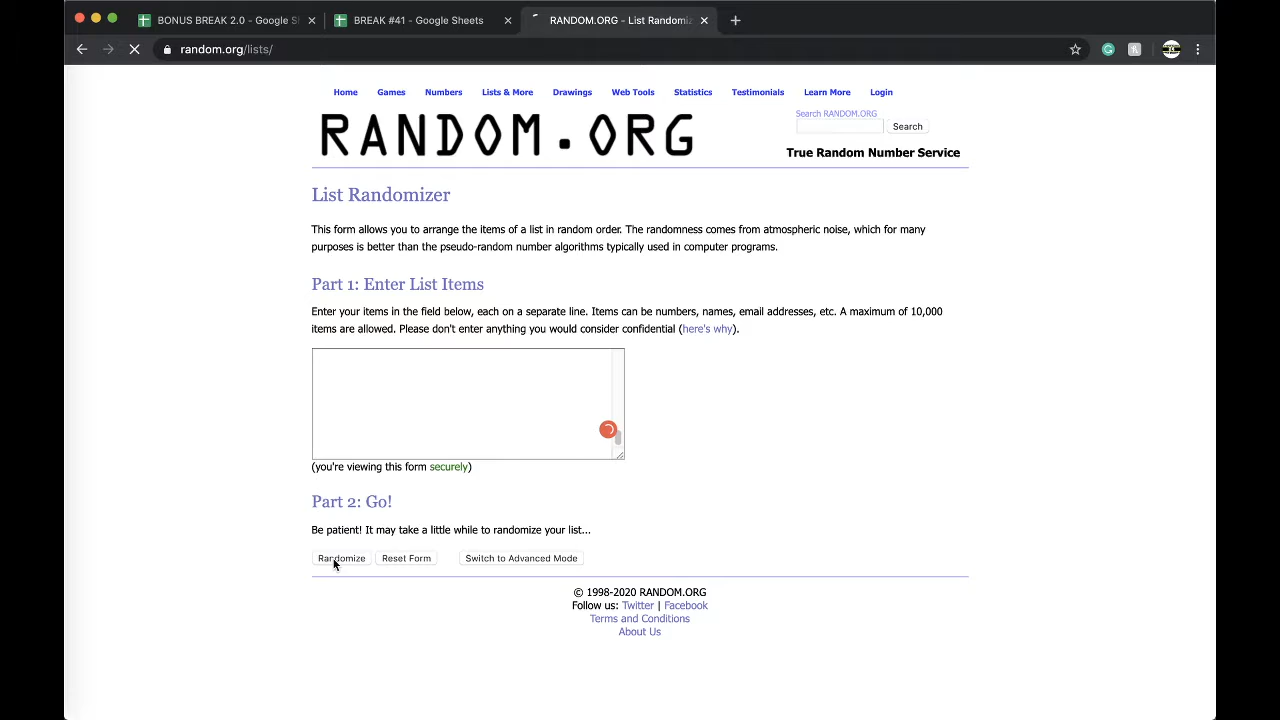 BONUS BREAK 2.0 - Google S
BREAK #41 - Google Sheets
RANDOM.ORG - List Randomiz
random.org/lists/
Home Games Numbers Lists & More Drawings Web Tools Statistics Testimonials Learn More Login
Search RANDOM.ORG
RANDOM.ORG
Search
True Random Number Service
List Randomizer
This form allows you to arrange the items of a list in random order. The randomness comes from atmospheric noise, which for many
purposes is better than the pseudo-random number algorithms typically used in computer programs.
Part 1: Enter List Items
Enter your items in the field below, each on a separate line. Items can be numbers, names, email addresses, etc. A maximum of 10,000
items are allowed. Please don't enter anything you would consider confidential (here's why).
(you're viewing this form securely)
Part 2: Go!
Be patient! It may take a little while to randomize your list...
Randomize Reset Form Switch to Advanced Mode
© 1998-2020 RANDOM.ORG
Follow us: Twitter | Facebook
Terms and Conditions
About Us